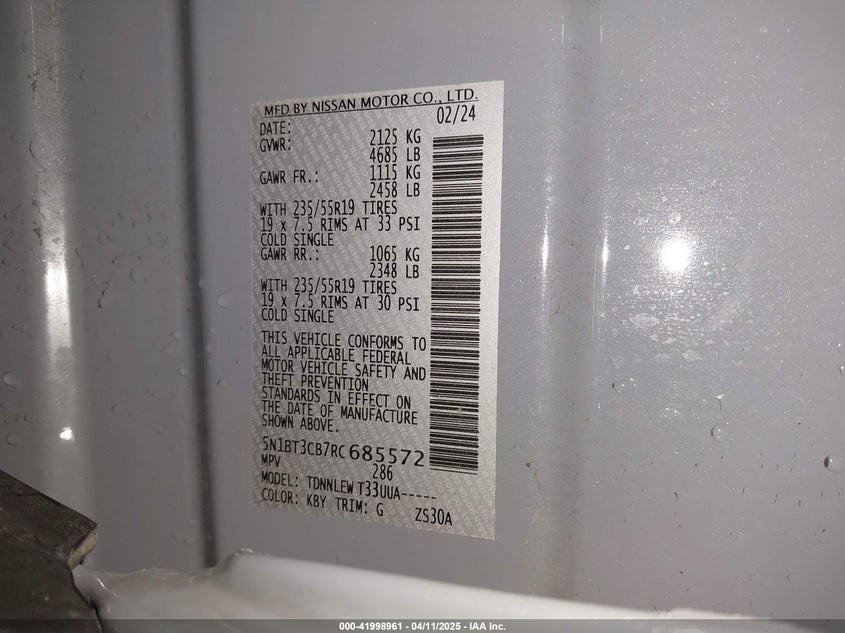 MFD BY NISSAN MOTOR CO., LTD.
DATE: 02/24
GVWR: 2125 KG
4685 LB
GAWR FR.: 1115 KG
2458 LB
WITH 235/55R19 TIRES
19 x 7.5 RIMS AT 33 PSI
COLD SINGLE
GAWR RR.: 1065 KG
2348 LB
WITH 235/55R19 TIRES
19 x 7.5 RIMS AT 30 PSI
COLD SINGLE
THIS VEHICLE CONFORMS TO
ALL APPLICABLE FEDERAL
MOTOR VEHICLE SAFETY AND
THEFT PREVENTION
STANDARDS IN EFFECT ON
THE DATE OF MANUFACTURE
SHOWN ABOVE.
5N1BT3CB7RC685572
MPV 286
MODEL: TDNNLEW T33UUA-----
COLOR: KBY TRIM: G ZS30A
000-41998961 - 04/11/2025 - IAA Inc.